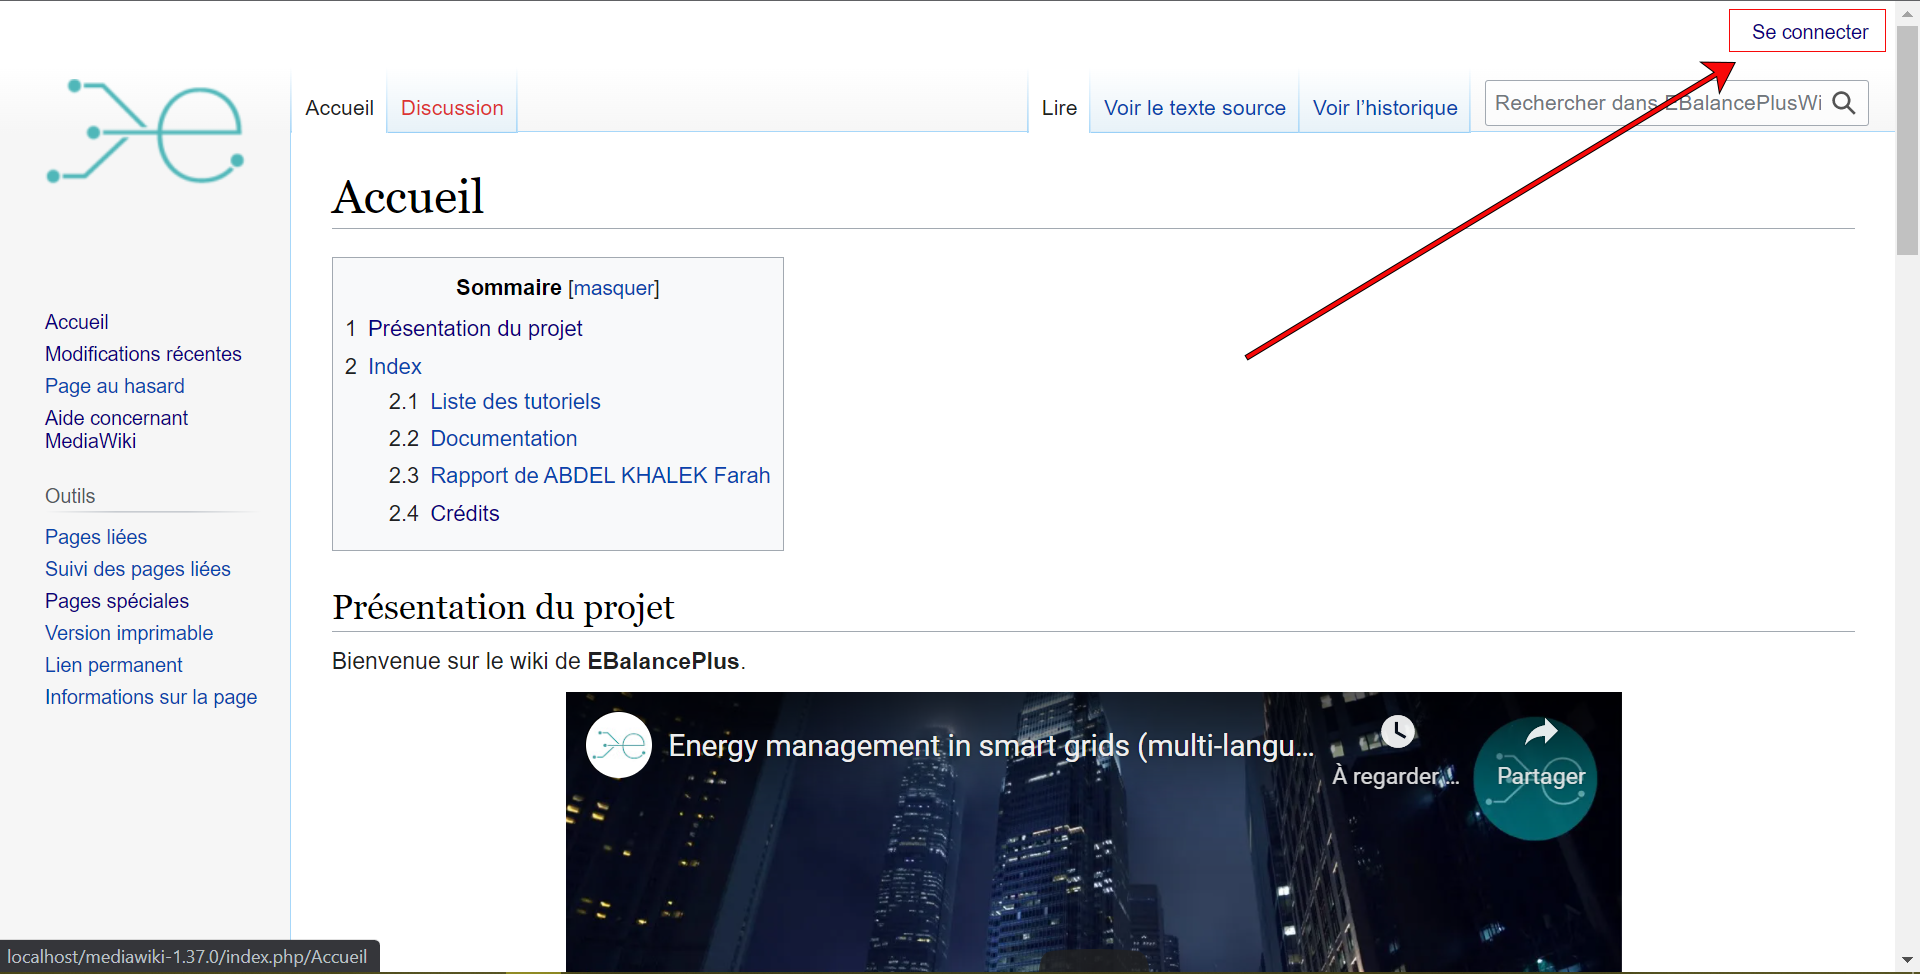 Se connecter
Accueil
Discussion
Lire
Voir le texte source
Voir l’historique
Rechercher dans EBalancePlusWi
Accueil
Sommaire [masquer]
1 Présentation du projet
2 Index
2.1 Liste des tutoriels
2.2 Documentation
2.3 Rapport de ABDEL KHALEK Farah
2.4 Crédits
Accueil
Modifications récentes
Page au hasard
Aide concernant
MediaWiki
Outils
Pages liées
Suivi des pages liées
Pages spéciales
Version imprimable
Lien permanent
Informations sur la page
Présentation du projet
Bienvenue sur le wiki de EBalancePlus.
Energy management in smart grids (multi-langu...
À regarder ...
Partager
localhost/mediawiki-1.37.0/index.php/Accueil